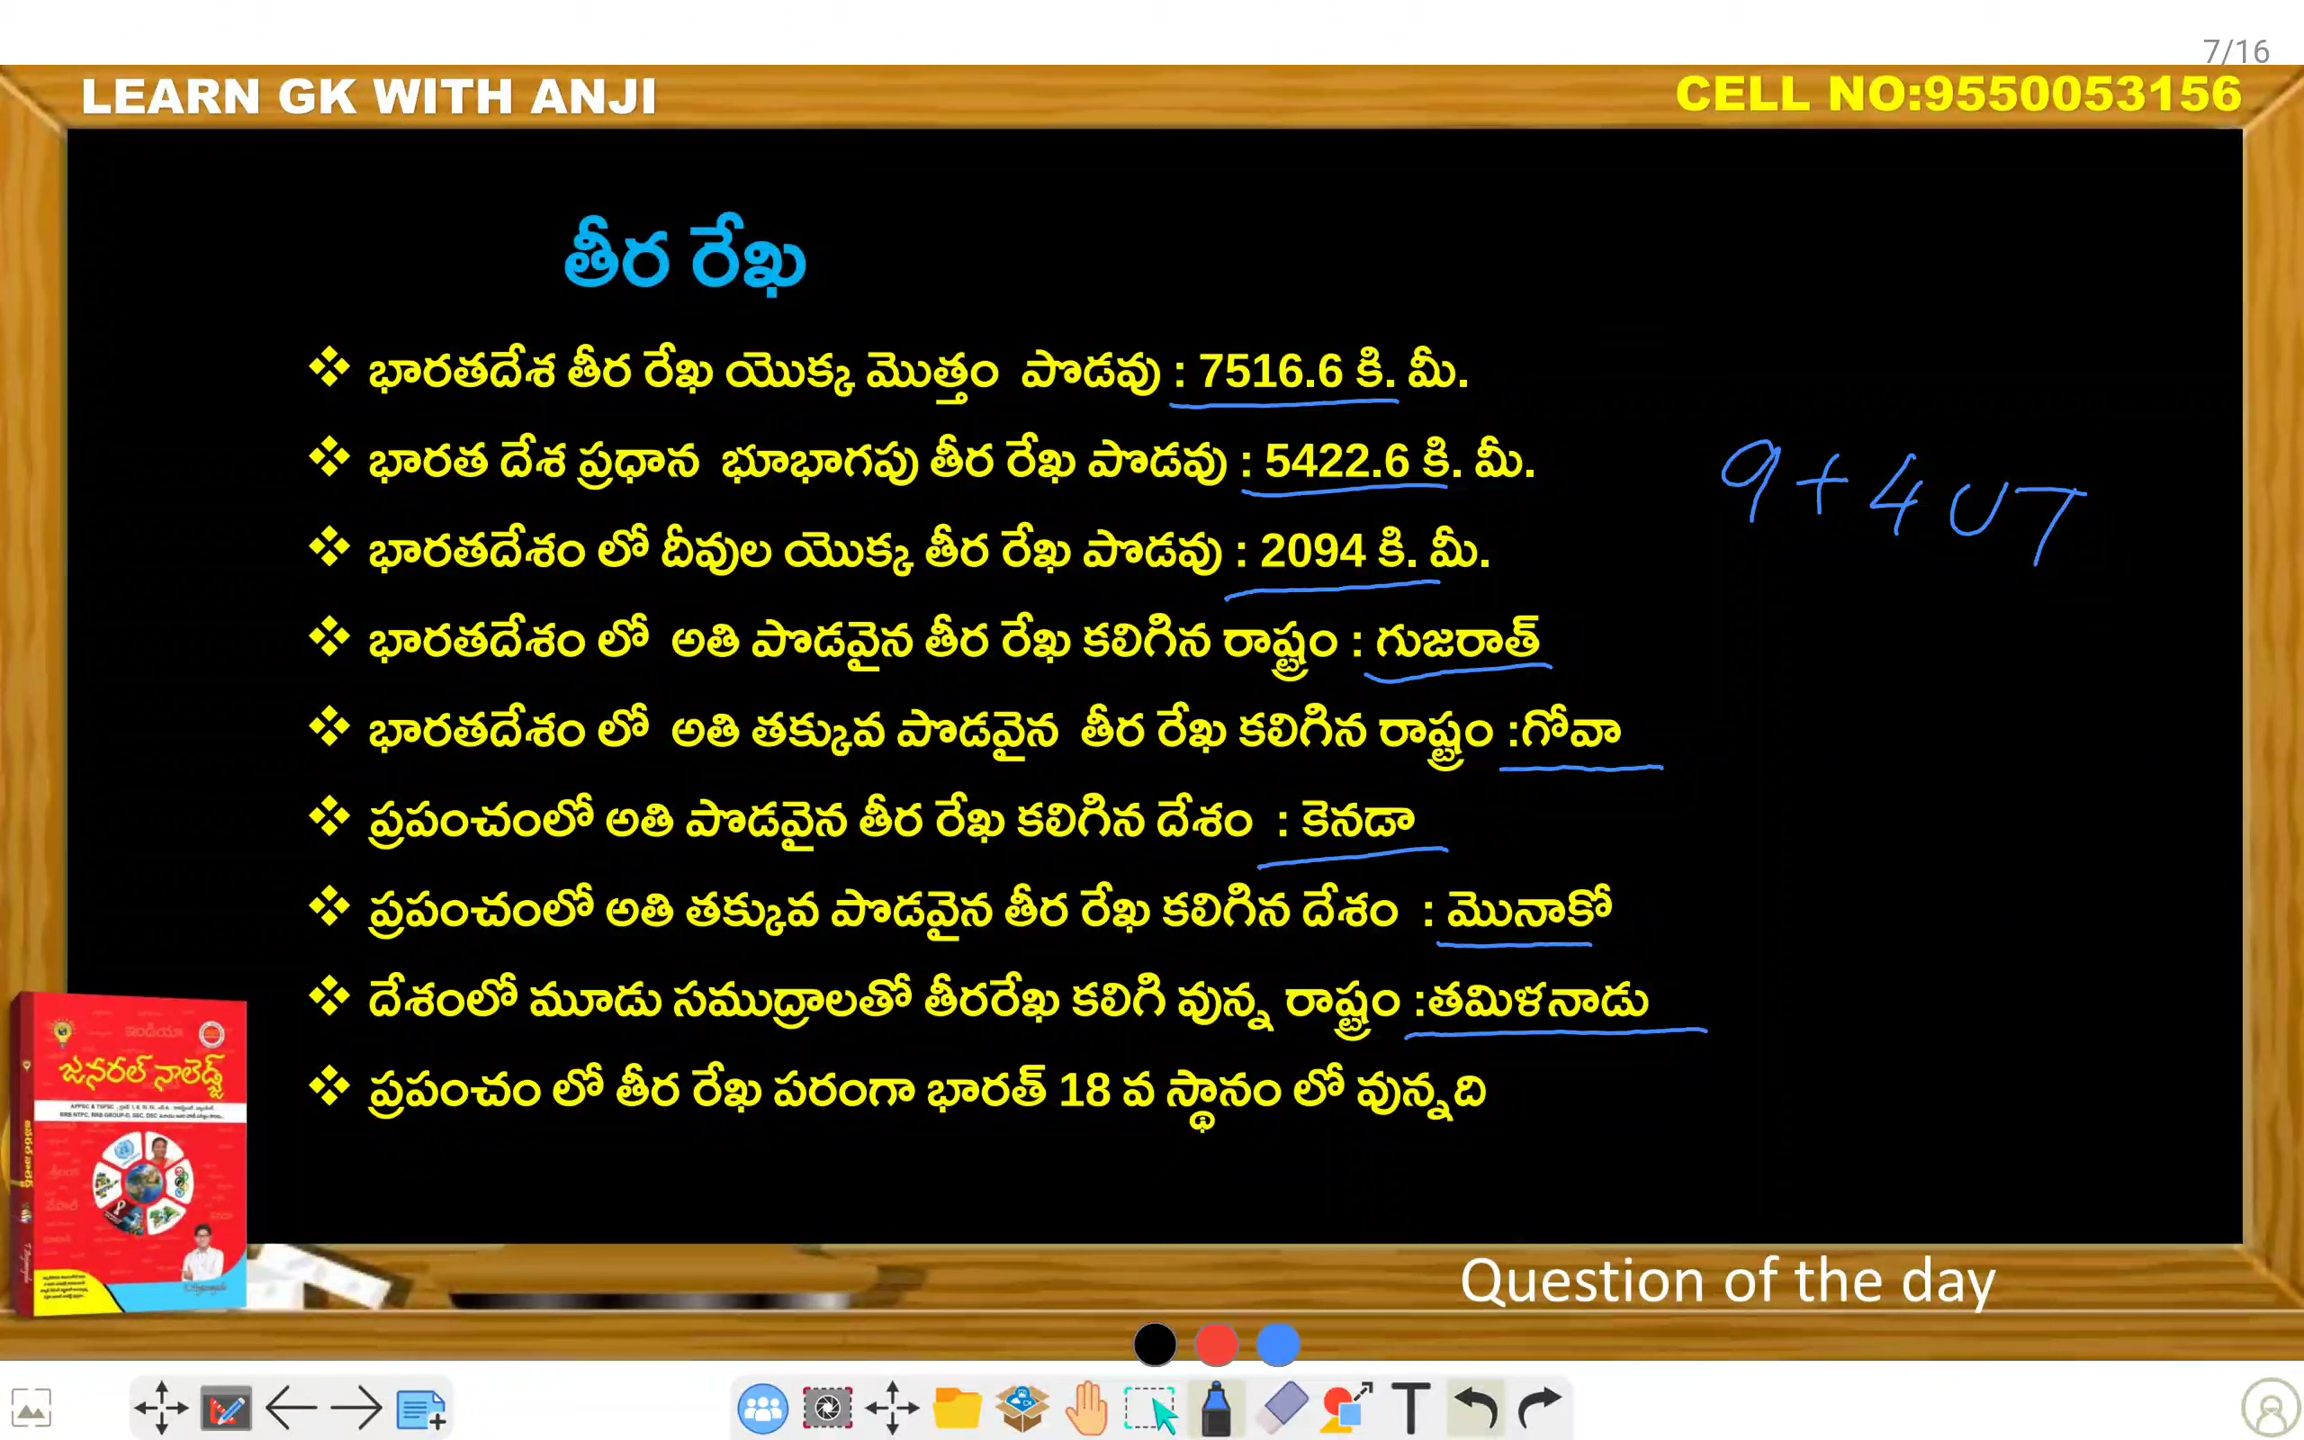 7/16
LEARN GK WITH ANJI
CELL NO:9550053156
తీర రేఖ
❖ భారతదేశ తీర రేఖ యొక్క మొత్తం పొడవు : 7516.6 కి. మీ.
❖ భారత దేశ ప్రధాన భూభాగపు తీర రేఖ పొడవు : 5422.6 కి. మీ.
9+4 UT
❖ భారతదేశం లో దీవుల యొక్క తీర రేఖ పొడవు : 2094 కి. మీ.
❖ భారతదేశం లో అతి పొడవైన తీర రేఖ కలిగిన రాష్ట్రం : గుజరాత్
❖ భారతదేశం లో అతి తక్కువ పొడవైన తీర రేఖ కలిగిన రాష్ట్రం :గోవా
❖ ప్రపంచంలో అతి పొడవైన తీర రేఖ కలిగిన దేశం : కెనడా
❖ ప్రపంచంలో అతి తక్కువ పొడవైన తీర రేఖ కలిగిన దేశం : మొనాకో
❖ దేశంలో మూడు సముద్రాలతో తీరరేఖ కలిగి వున్న రాష్ట్రం :తమిళనాడు
❖ ప్రపంచం లో తీర రేఖ పరంగా భారత్ 18 వ స్థానం లో వున్నది
ఇండియా
జనరల్ నాలెడ్జ్
Question of the day
T